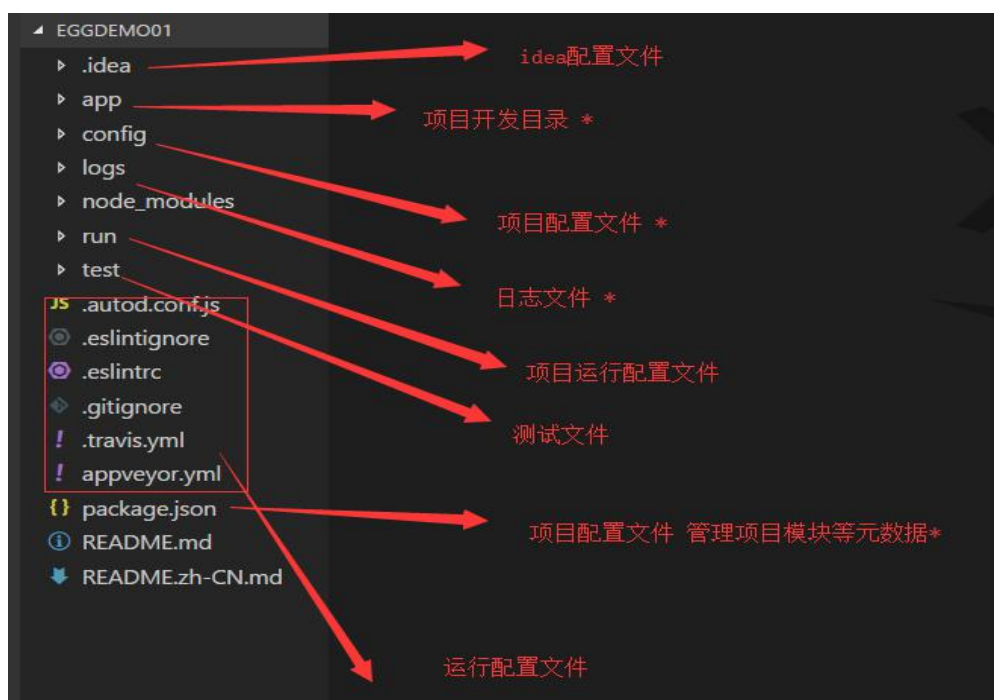 EGGDEMO01
.idea
idea配置文件
app
项目开发目录 *
config
logs
node_modules
项目配置文件 *
run
test
日志文件 *
JS .autod.conf.js
.eslintignore
.eslintrc
项目运行配置文件
.gitignore
测试文件
! .travis.yml
! appveyor.yml
{} package.json
项目配置文件 管理项目模块等元数据*
README.md
README.zh-CN.md
运行配置文件